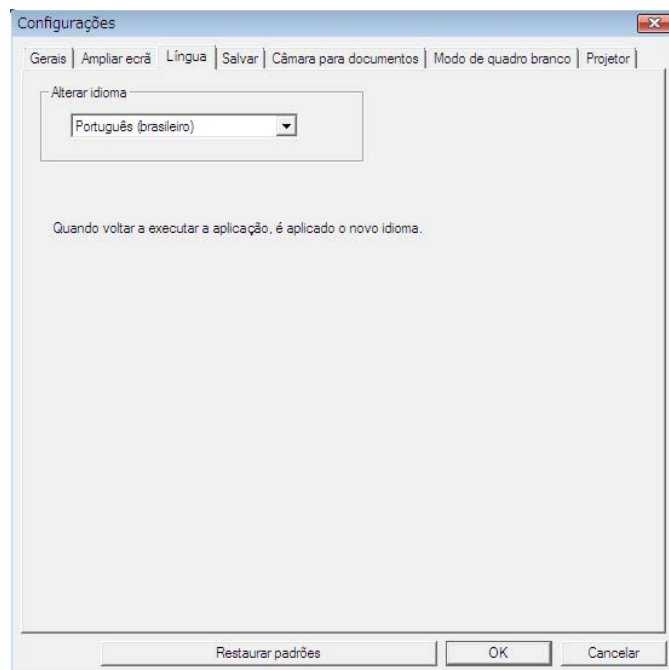 Configurações
Gerais Ampliar ecrã Língua Salvar Câmara para documentos Modo de quadro branco Projetor
Alterar idioma
Português (brasileiro)
Quando voltar a executar a aplicação, é aplicado o novo idioma.
Restaurar padrões OK Cancelar